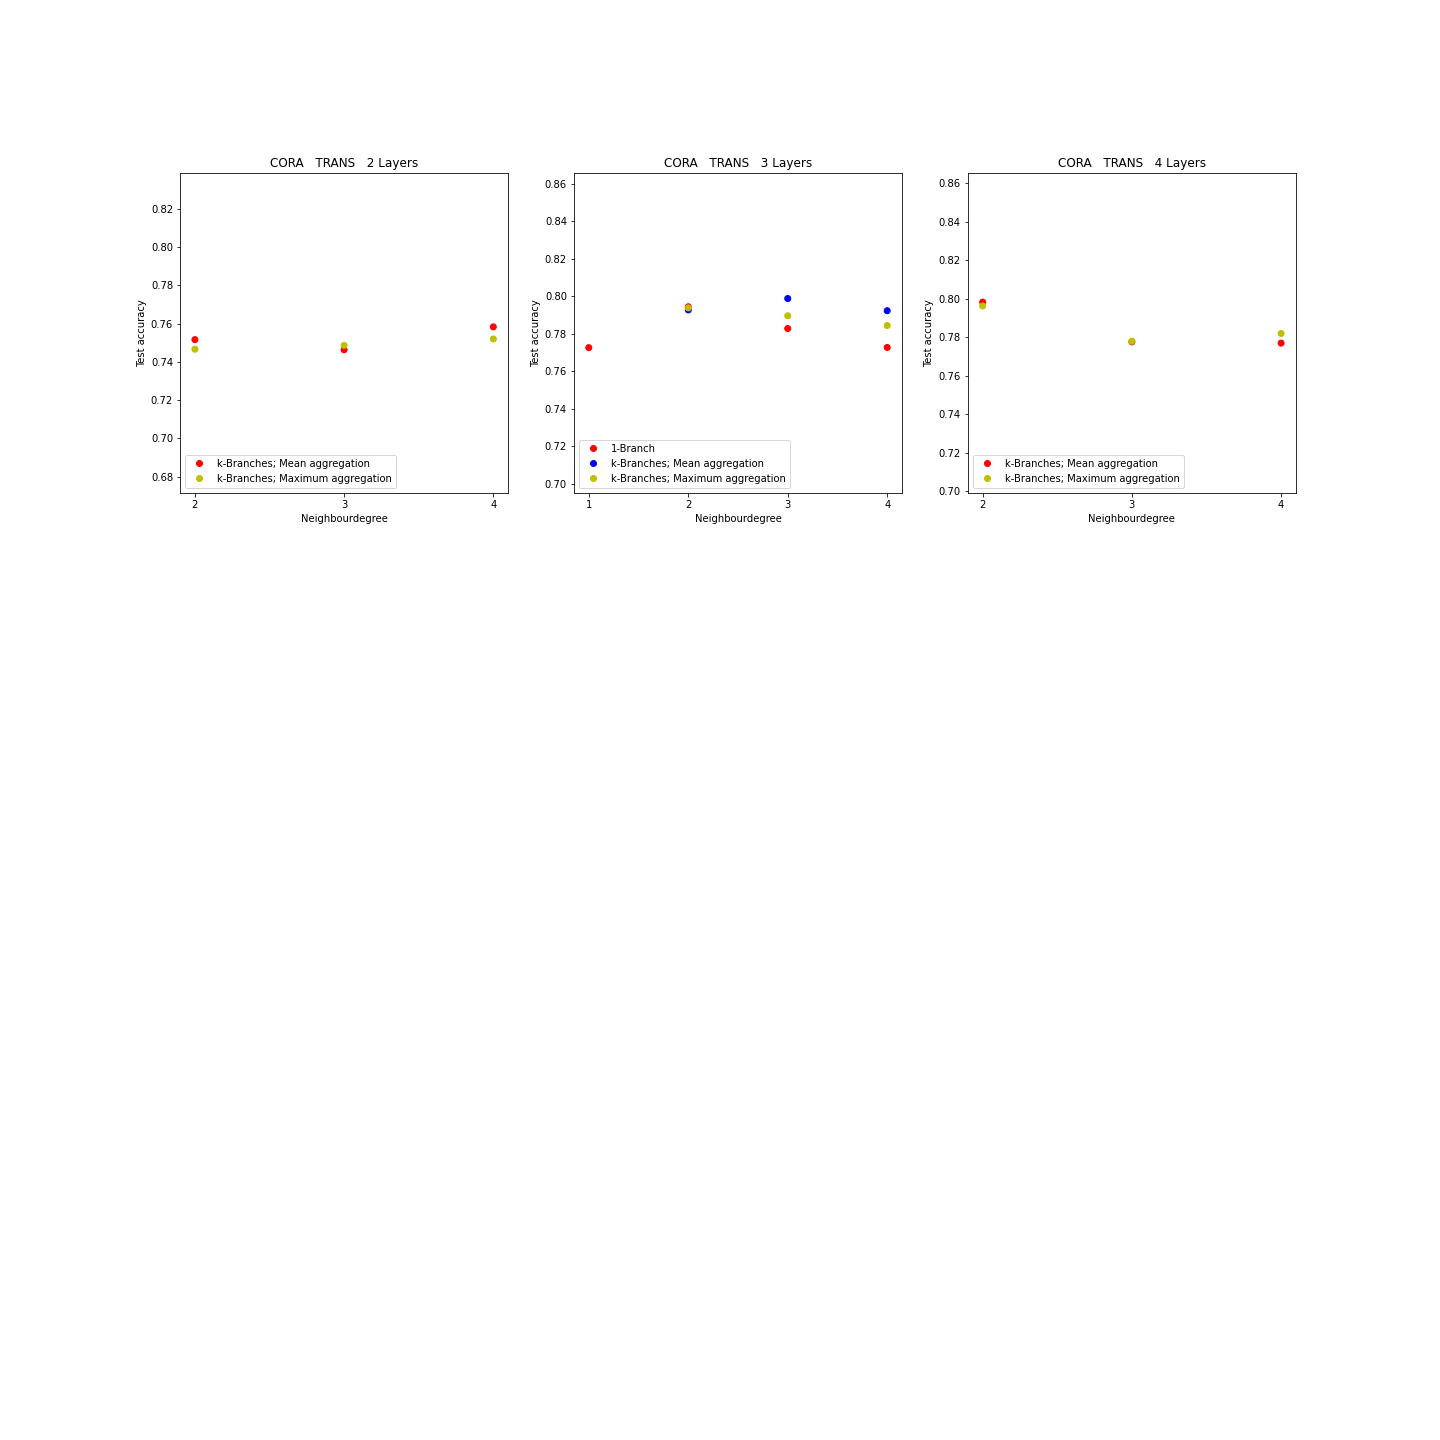 CORA   TRANS   2 Layers
Test accuracy
0.82
0.80
0.78
0.76
0.74
0.72
0.70
0.68
k-Branches; Mean aggregation
k-Branches; Maximum aggregation
2 3 4
Neighbourdegree
CORA   TRANS   3 Layers
Test accuracy
0.86
0.84
0.82
0.80
0.78
0.76
0.74
0.72
0.70
1-Branch
k-Branches; Mean aggregation
k-Branches; Maximum aggregation
1 2 3 4
Neighbourdegree
CORA   TRANS   4 Layers
Test accuracy
0.86
0.84
0.82
0.80
0.78
0.76
0.74
0.72
0.70
k-Branches; Mean aggregation
k-Branches; Maximum aggregation
2 3 4
Neighbourdegree